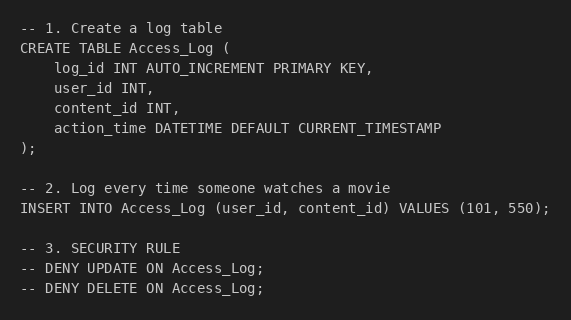 -- 1. Create a log table
CREATE TABLE Access_Log (
    log_id INT AUTO_INCREMENT PRIMARY KEY,
    user_id INT,
    content_id INT,
    action_time DATETIME DEFAULT CURRENT_TIMESTAMP
);

-- 2. Log every time someone watches a movie
INSERT INTO Access_Log (user_id, content_id) VALUES (101, 550);

-- 3. SECURITY RULE
-- DENY UPDATE ON Access_Log;
-- DENY DELETE ON Access_Log;